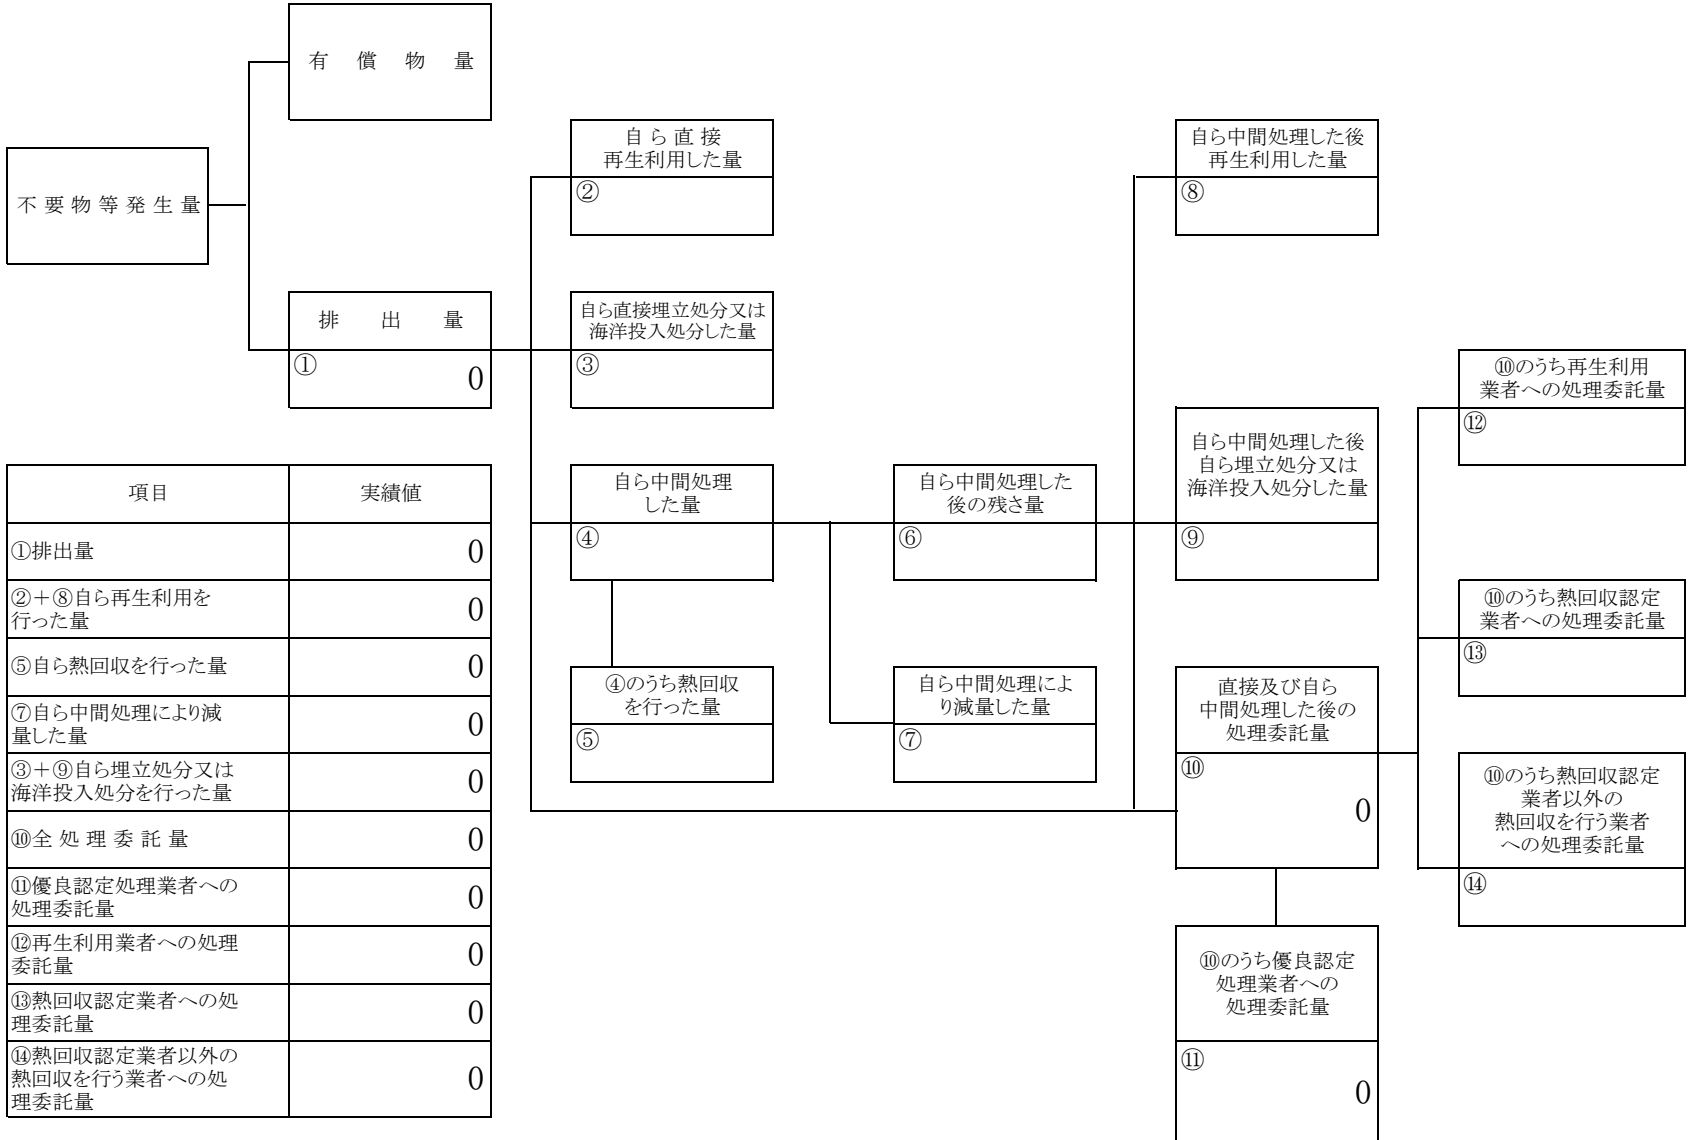 有償物量
不要物等発生量
排出量
①
0
自ら直接
再生利用した量
②
自ら直接埋立処分又は
海洋投入処分した量
③
自ら中間処理
した量
④
④のうち熱回収
を行った量
⑤
自ら中間処理した
後の残さ量
⑥
自ら中間処理によ
り減量した量
⑦
自ら中間処理した後
再生利用した量
⑧
自ら中間処理した後
自ら埋立処分又は
海洋投入処分した量
⑨
直接及び自ら
中間処理した後の
処理委託量
⑩
0
⑩のうち優良認定
処理業者への
処理委託量
⑪
0
⑩のうち再生利用
業者への処理委託量
⑫
⑩のうち熱回収認定
業者への処理委託量
⑬
⑩のうち熱回収認定
業者以外の
熱回収を行う業者
への処理委託量
⑭
項目 実績値
①排出量 0
②＋⑧自ら再生利用を
行った量 0
⑤自ら熱回収を行った量 0
⑦自ら中間処理により減
量した量 0
③＋⑨自ら埋立処分又は
海洋投入処分を行った量 0
⑩全処理委託量 0
⑪優良認定処理業者への
処理委託量 0
⑫再生利用業者への処理
委託量 0
⑬熱回収認定業者への処
理委託量 0
⑭熱回収認定業者以外の
熱回収を行う業者への処
理委託量 0